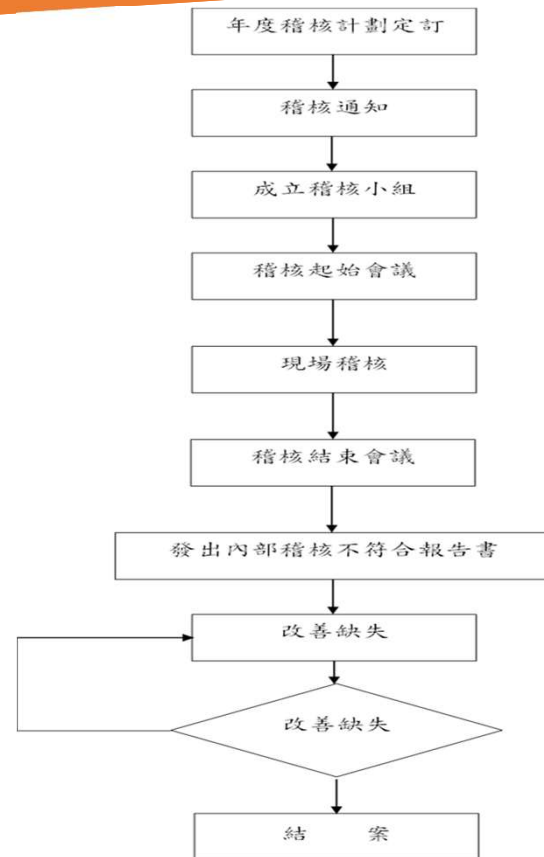 年度稽核計劃定訂
稽核通知
成立稽核小組
稽核起始會議
現場稽核
稽核結束會議
發出內部稽核不符合報告書
改善缺失
改善缺失
結 案